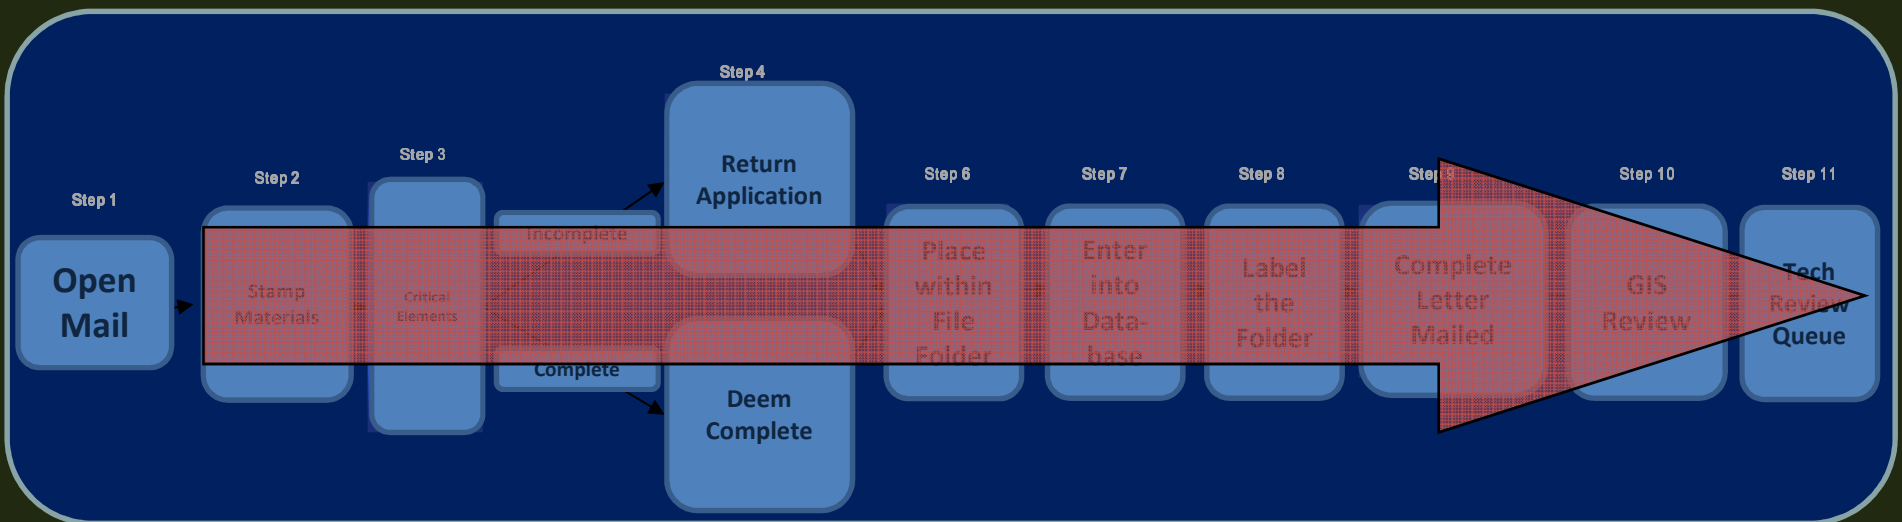 Step 1
Open
Mail
Step 2
Stamp
Materials
Step 3
Critical
Elements
Incomplete
Complete
Step 4
Return
Application
Deem
Complete
Step 6
Place
within
File
Folder
Step 7
Enter
into
Data-
base
Step 8
Label
the
Folder
Step 9
Complete
Letter
Mailed
Step 10
GIS
Review
Step 11
Tech
Review
Queue